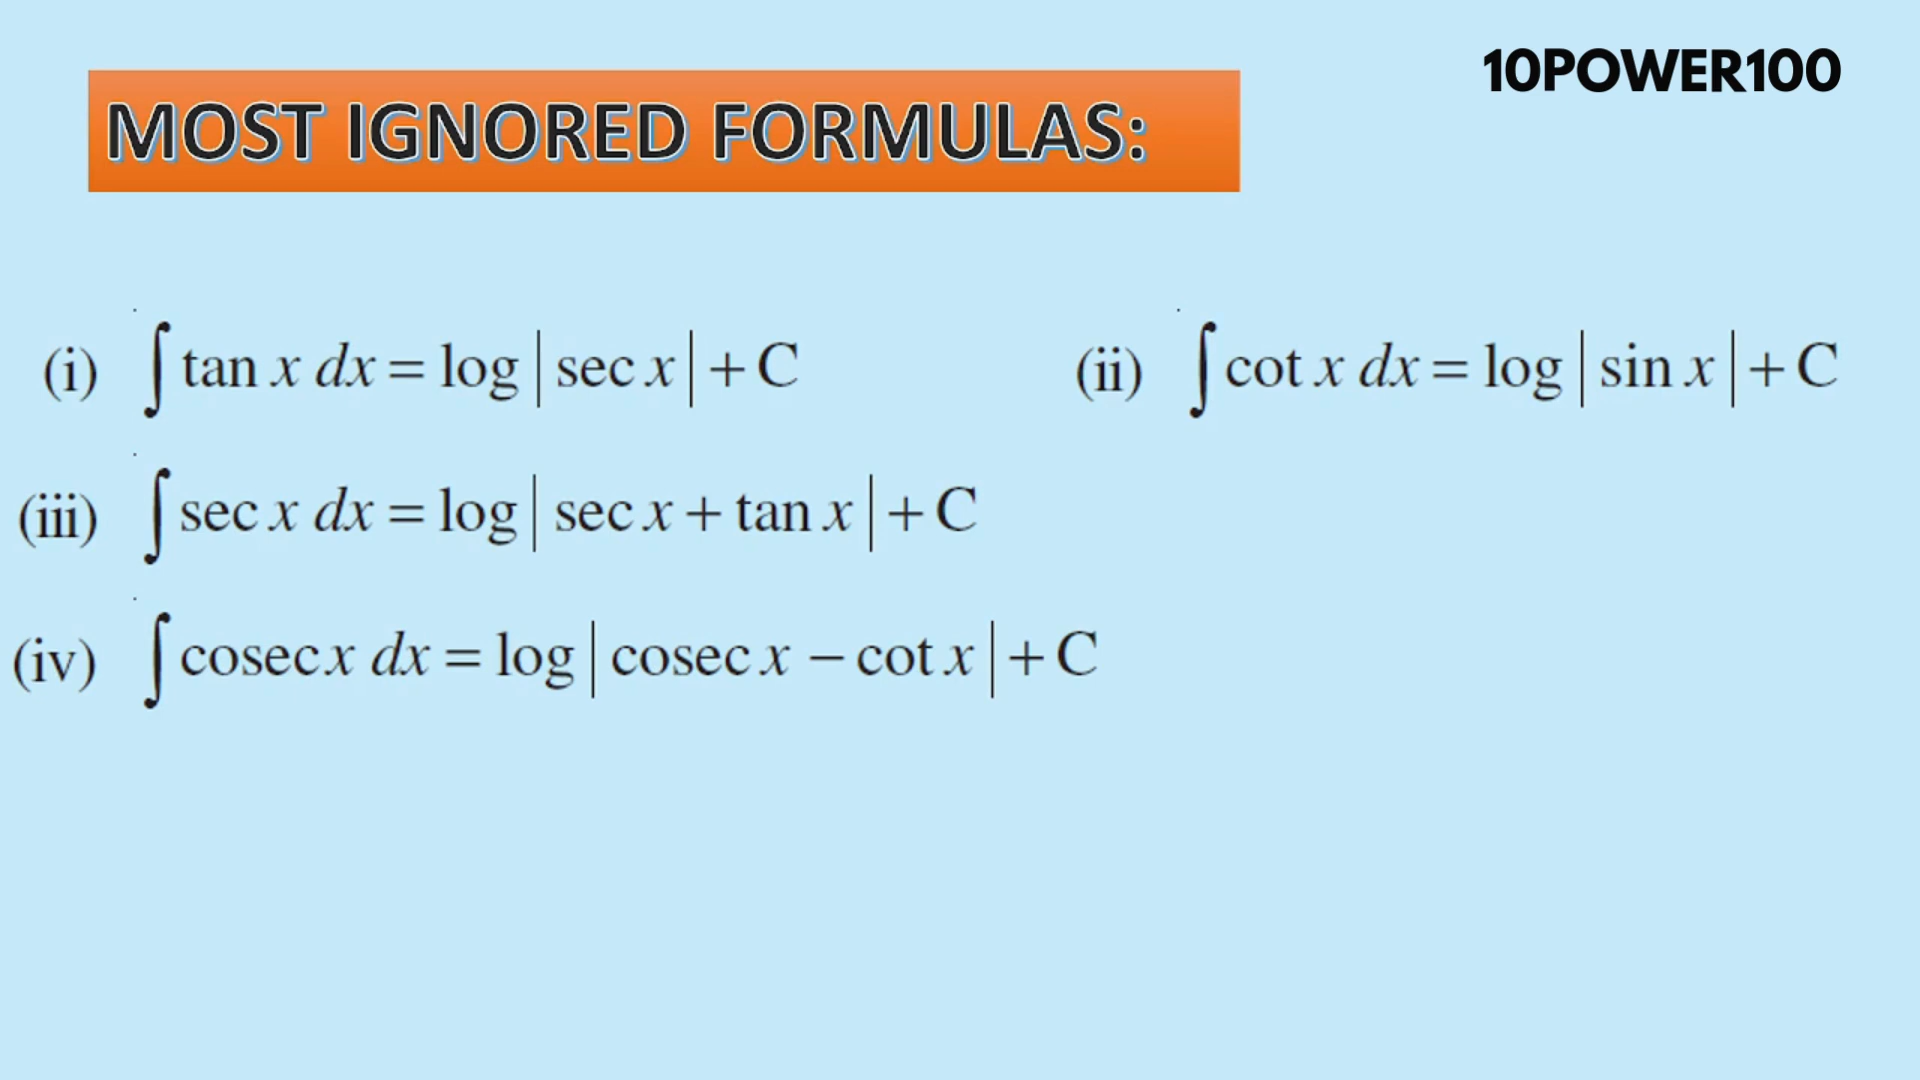 10POWER100
MOST IGNORED FORMULAS:
(i) ∫ tan x dx = log | sec x | + C
(ii) ∫ cot x dx = log | sin x | + C
(iii) ∫ sec x dx = log | sec x + tan x | + C
(iv) ∫ cosec x dx = log | cosec x – cot x | + C